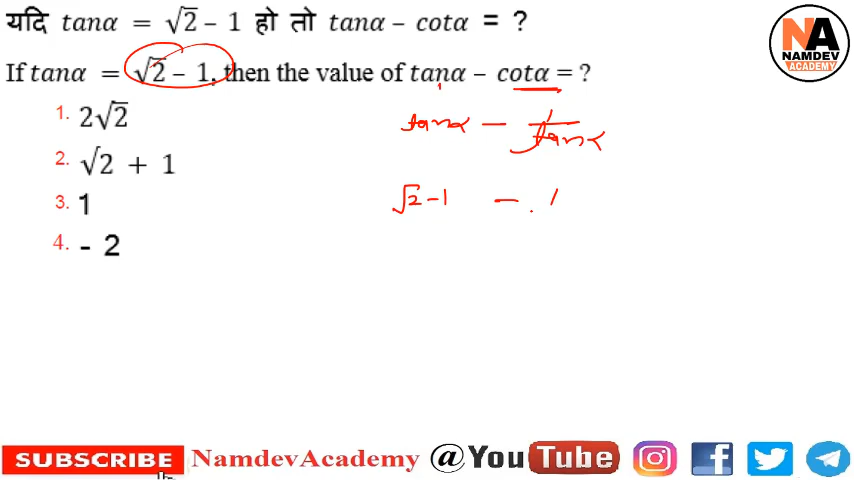 यदि tanα = √2 – 1 हो तो tanα – cotα = ?
If tanα = √2 – 1, then the value of tanα – cotα = ?
1. 2√2
2. √2 + 1
3. 1
4. - 2
tanα – 1/tanα
√2 - 1 – 1
NA
NAMDEV
ACADEMY
SUBSCRIBE NamdevAcademy @YouTube